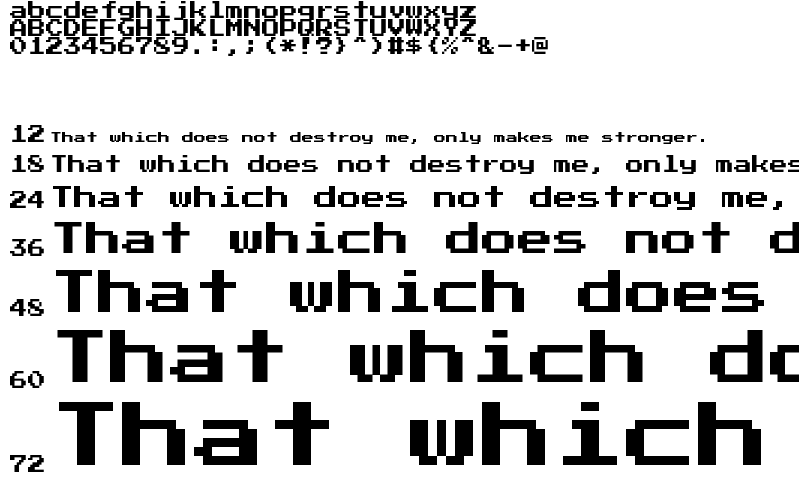 abcdefghijklmnopqrstuvwxyz
ABCDEFGHIJKLMNOPQRSTUVWXYZ
0123456789.:,;(*!?}^)#${%^&-+@
12 That which does not destroy me, only makes me stronger.
18 That which does not destroy me, only makes
24 That which does not destroy me,
36 That which does not d
48 That which does
60 That which do
72 That which